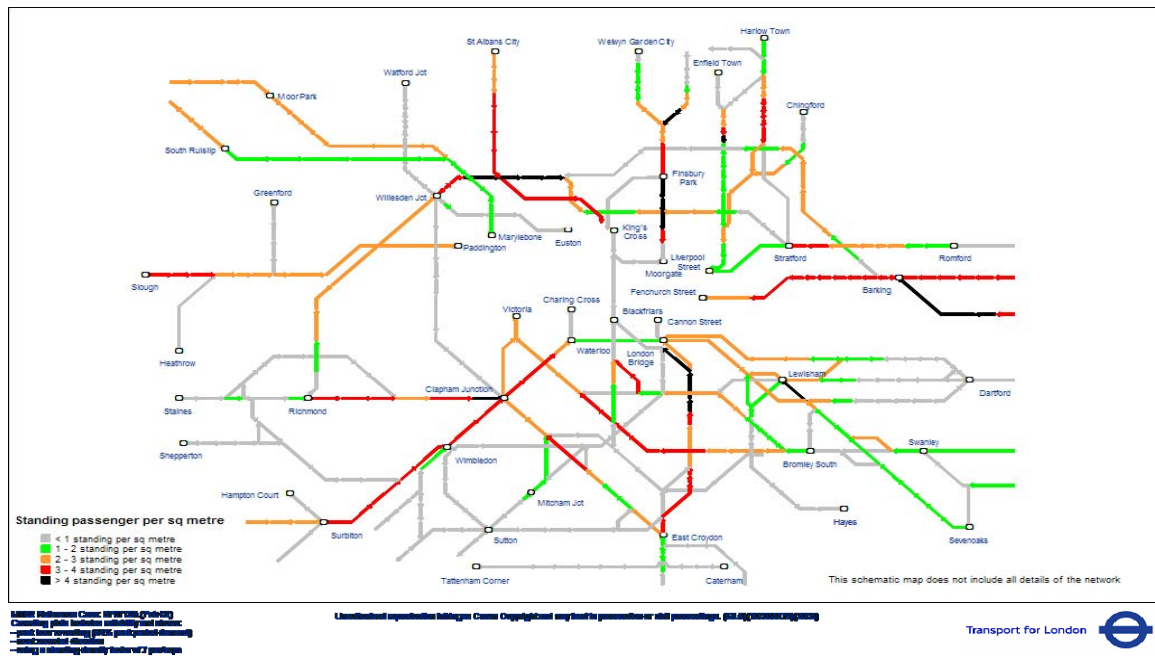 Harlow Town
St Albans City
Welwyn Garden City
Enfield Town
Watford Jct
Moor Park
Chingford
South Ruislip
Finsbury
Park
Greenford
Willesden Jct
King's
Cross
Marylebone
Euston
Paddington
Liverpool
Street
Stratford
Romford
Moorgate
Slough
Fenchurch Street
Barking
Charing Cross
Victoria
Blackfriars
Cannon Street
Waterloo
London
Bridge
Heathrow
Lewisham
Clapham Junction
Dartford
Staines
Richmond
Swanley
Shepperton
Wimbledon
Bromley South
Hampton Court
Mitcham Jct
Hayes
Standing passenger per sq metre
< 1 standing per sq metre
1 - 2 standing per sq metre
2 - 3 standing per sq metre
3 - 4 standing per sq metre
> 4 standing per sq metre
Surbiton
Sutton
East Croydon
Sevenoaks
Tattenham Corner
Caterham
This schematic map does not include all details of the network
Transport for London